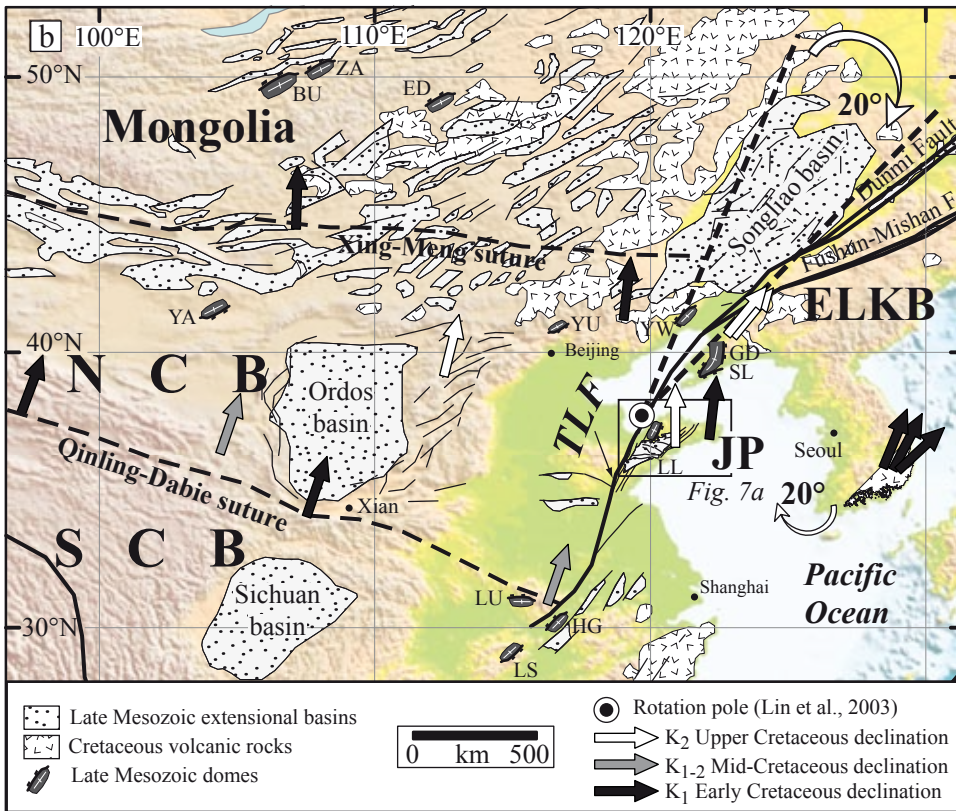 b
100°E
110°E
120°E
50°N
ZA
BU
ED
20°
Mongolia
Songliao basin
Dunmi Fault
Fushun-Mishan F
Xing-Meng suture
ELKB
YA
YU
YW
40°N
Beijing
GD
SL
N C B
Ordos
basin
TLF
JP
Seoul
LL
Fig. 7a
20°
Qinling-Dabie suture
Xian
S C B
Pacific
Ocean
Sichuan
basin
Shanghai
LU
30°N
HG
LS
Late Mesozoic extensional basins
Cretaceous volcanic rocks
Late Mesozoic domes
0 km 500
Rotation pole (Lin et al., 2003)
K2 Upper Cretaceous declination
K1-2 Mid-Cretaceous declination
K1 Early Cretaceous declination